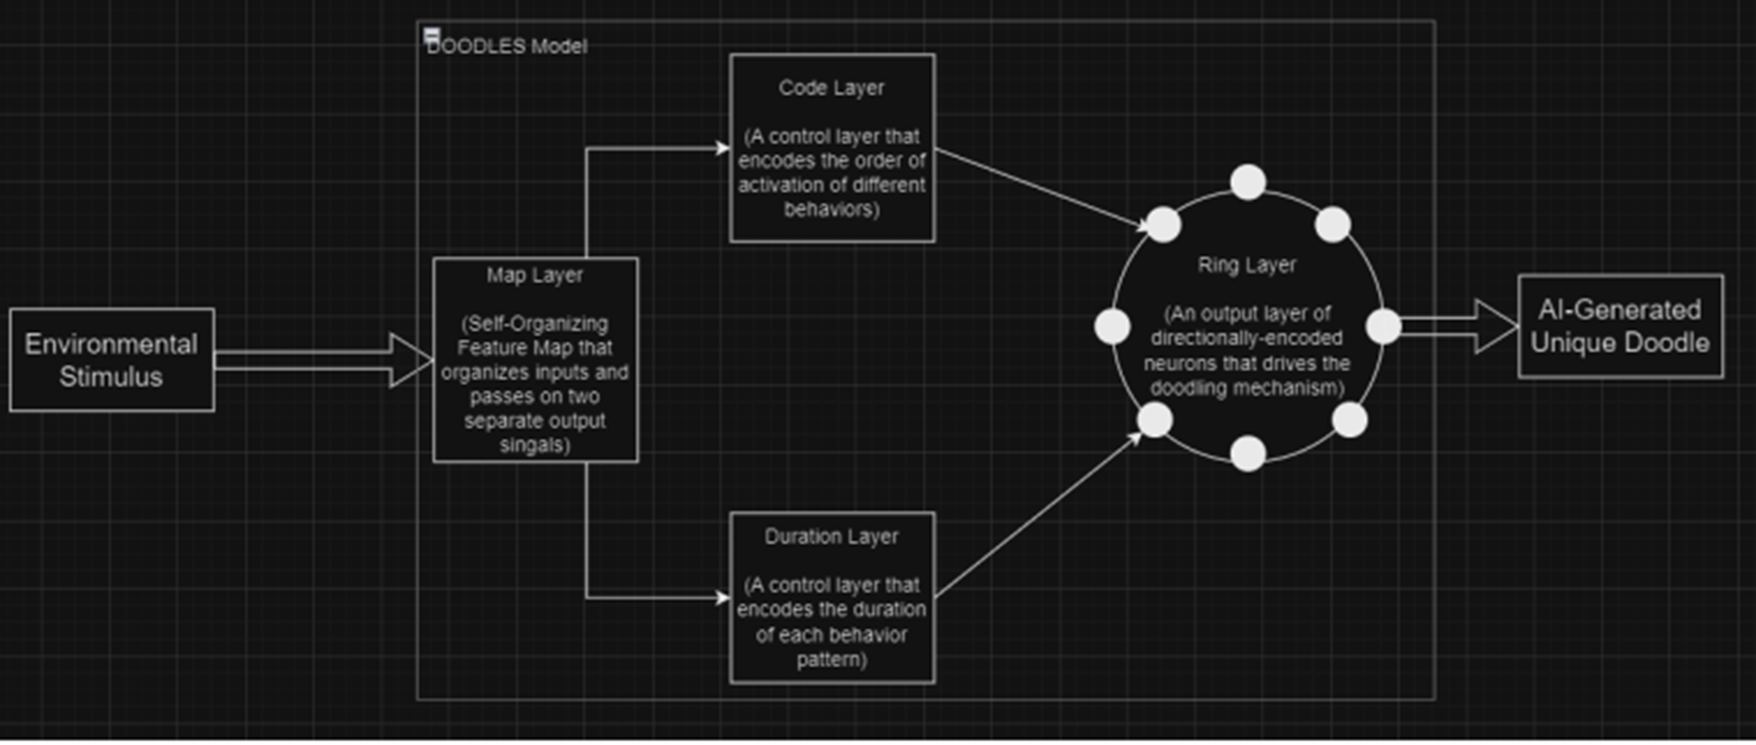 DOODLES Model
Environmental
Stimulus
Map Layer
(Self-Organizing
Feature Map that
organizes inputs and
passes on two
separate output
singals)
Code Layer
(A control layer that
encodes the order of
activation of different
behaviors)
Duration Layer
(A control layer that
encodes the duration
of each behavior
pattern)
Ring Layer
(An output layer of
directionally-encoded
neurons that drives the
doodling mechanism)
AI-Generated
Unique Doodle